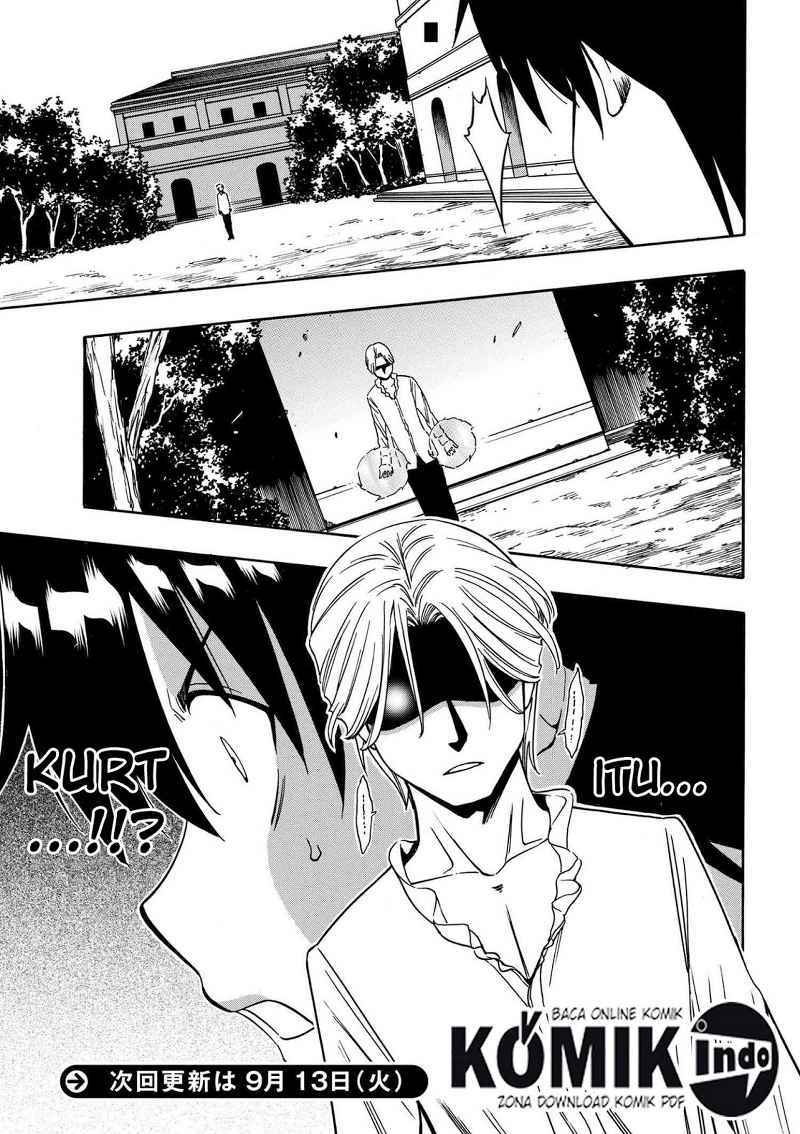 ITU...
KURT
...!!?
BACA ONLINE KOMIK
KOMIK Indo
ZONA DOWNLOAD KOMIK PDF
次回更新は9月13日(火)